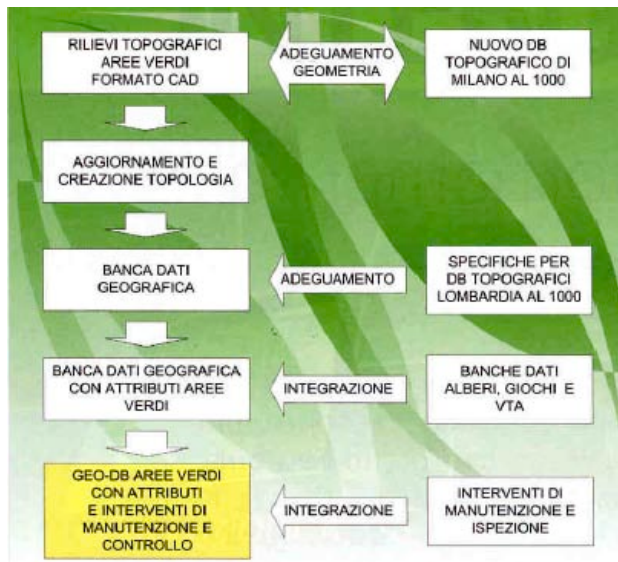 RILIEVI TOPOGRAFICI
AREE VERDI
FORMATO CAD
ADEGUAMENTO
GEOMETRIA
NUOVO DB
TOPOGRAFICO DI
MILANO AL 1000
AGGIORNAMENTO E
CREAZIONE TOPOLOGIA
BANCA DATI
GEOGRAFICA
ADEGUAMENTO
SPECIFICHE PER
DB TOPOGRAFICI
LOMBARDIA AL 1000
BANCA DATI GEOGRAFICA
CON ATTRIBUTI AREE
VERDI
INTEGRAZIONE
BANCHE DATI
ALBERI, GIOCHI E
VTA
GEO-DB AREE VERDI
CON ATTRIBUTI
E INTERVENTI DI
MANUTENZIONE E
CONTROLLO
INTEGRAZIONE
INTERVENTI DI
MANUTENZIONE E
ISPEZIONE